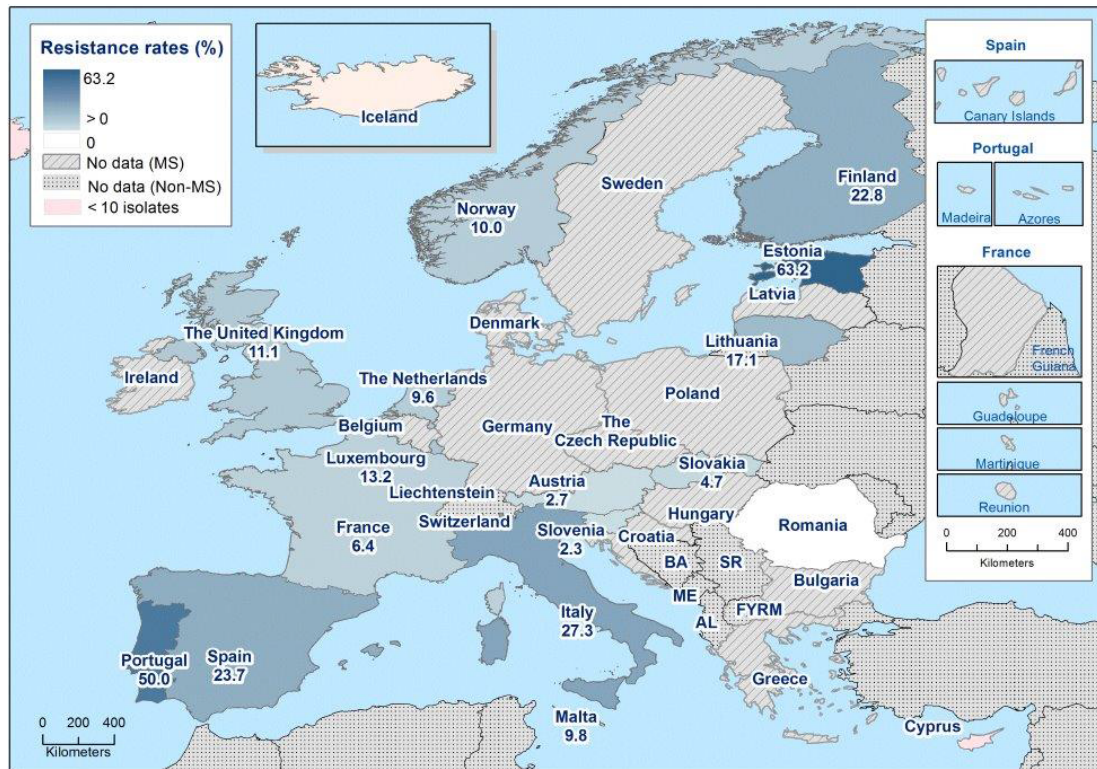 Resistance rates (%)
63.2
> 0
0
No data (MS)
No data (Non-MS)
< 10 isolates
Iceland
Norway
10.0
Sweden
Finland
22.8
Estonia
63.2
Latvia
Lithuania
17.1
Denmark
The United Kingdom
11.1
Ireland
The Netherlands
9.6
Belgium
Luxembourg
13.2
Germany
Poland
The
Czech Republic
Slovakia
4.7
Austria
2.7
Liechtenstein
Switzerland
France
6.4
Slovenia
2.3
Hungary
Croatia
Romania
BA
SR
ME
AL
FYRM
Bulgaria
Italy
27.3
Portugal
50.0
Spain
23.7
Greece
Malta
9.8
Cyprus
0 200 400
Kilometers
Spain
Canary Islands
Portugal
Madeira
Azores
France
French
Guiana
Guadeloupe
Martinique
Reunion
0 200 400
Kilometers